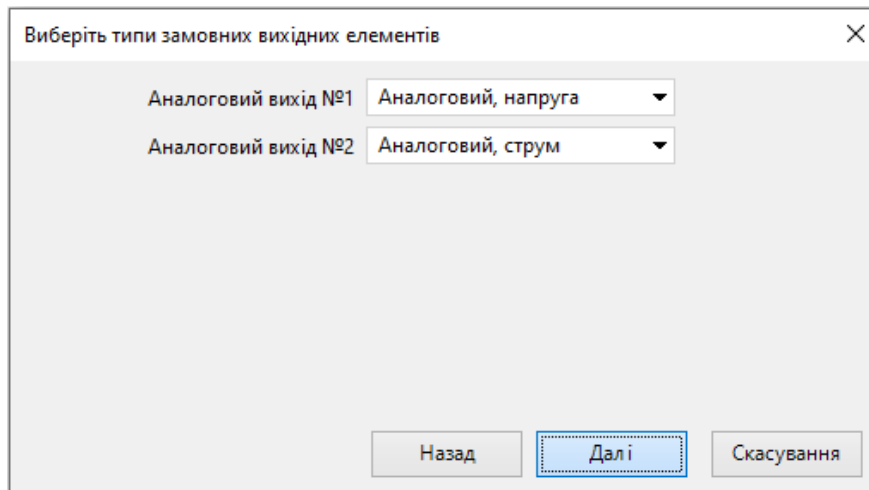 Виберіть типи замовних вихідних елементів
Аналоговий вихід №1 Аналоговий, напруга
Аналоговий вихід №2 Аналоговий, струм
Назад Далі Скасування